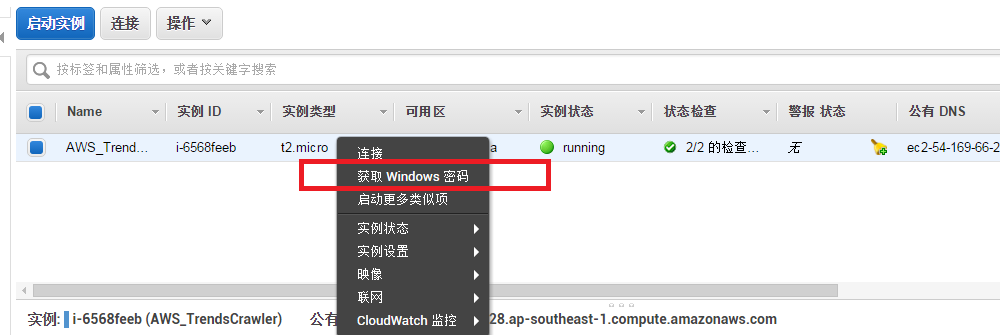 启动实例 连接 操作
按标签和属性筛选，或者按关键字搜索
Name 实例 ID 实例类型 可用区 实例状态 状态检查 警报 状态 公有 DNS
AWS_Trend... i-6568feeb t2.micro a running 2/2 的检查... 无 ec2-54-169-66-2
连接
获取 Windows 密码
启动更多类似项
实例状态
实例设置
映像
联网
CloudWatch 监控
实例: i-6568feeb (AWS_TrendsCrawler) 公有 28.ap-southeast-1.compute.amazonaws.com